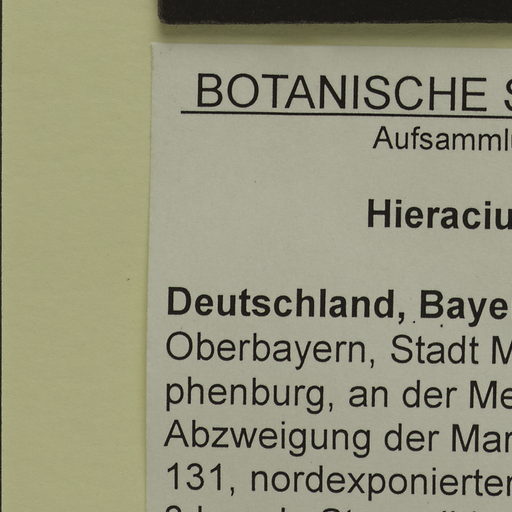 BOTANISCHE S
Aufsamml
Hieraciu
Deutschland, Baye
Oberbayern, Stadt M
phenburg, an der Me
Abzweigung der Mar
131, nordexponierter